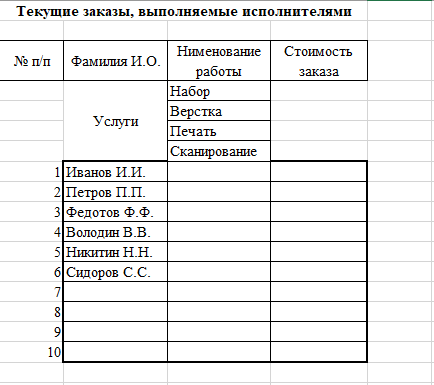 Текущие заказы, выполняемые исполнителями
№ п/п Фамилия И.О. Нименование работы Стоимость заказа
Услуги
Набор
Верстка
Печать
Сканирование
1 Иванов И.И.
2 Петров П.П.
3 Федотов Ф.Ф.
4 Володин В.В.
5 Никитин Н.Н.
6 Сидоров С.С.
7
8
9
10